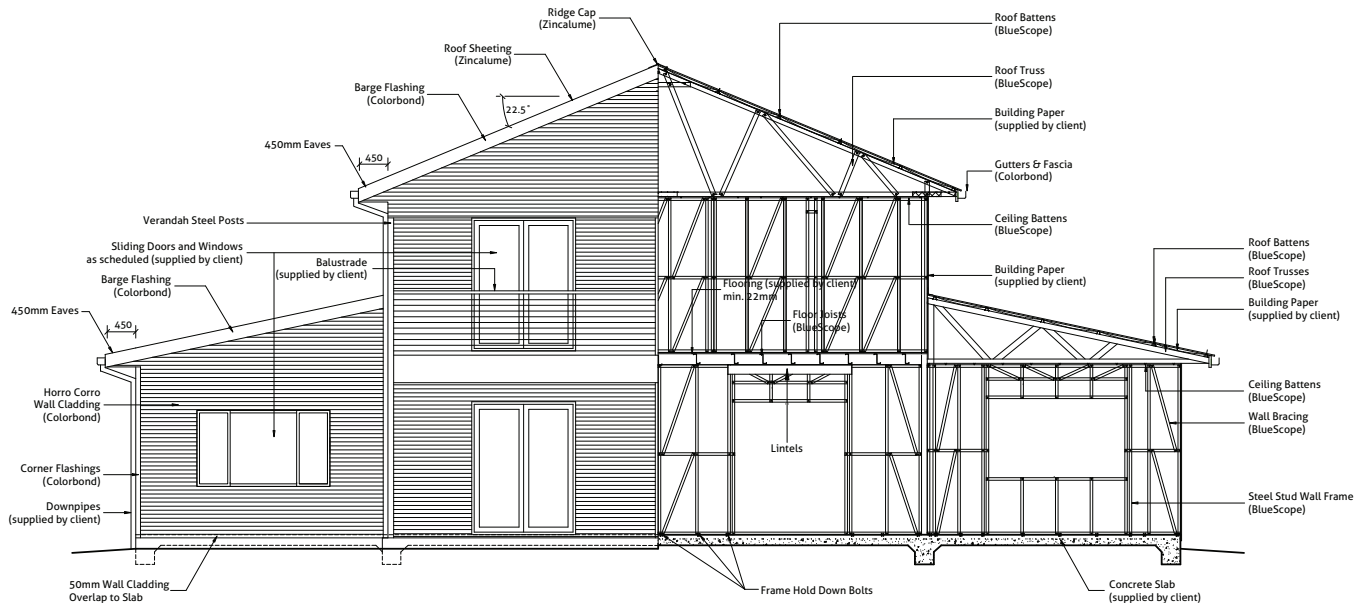 Ridge Cap
(Zincalume)
Roof Sheeting
(Zincalume)
Barge Flashing
(Colorbond)
22.5°
450mm Eaves
450
Verandah Steel Posts
Sliding Doors and Windows
as scheduled (supplied by client)
Balustrade
(supplied by client)
Barge Flashing
(Colorbond)
450mm Eaves
450
Horro Corro
Wall Cladding
(Colorbond)
Corner Flashings
(Colorbond)
Downpipes
(supplied by client)
50mm Wall Cladding
Overlap to Slab
Roof Battens
(BlueScope)
Roof Truss
(BlueScope)
Building Paper
(supplied by client)
Gutters & Fascia
(Colorbond)
Ceiling Battens
(BlueScope)
Building Paper
(supplied by client)
Flooring (supplied by client)
min. 22mm
Floor Joists
(BlueScope)
Lintels
Frame Hold Down Bolts
Roof Battens
(BlueScope)
Roof Trusses
(BlueScope)
Building Paper
(supplied by client)
Ceiling Battens
(BlueScope)
Wall Bracing
(BlueScope)
Steel Stud Wall Frame
(BlueScope)
Concrete Slab
(supplied by client)